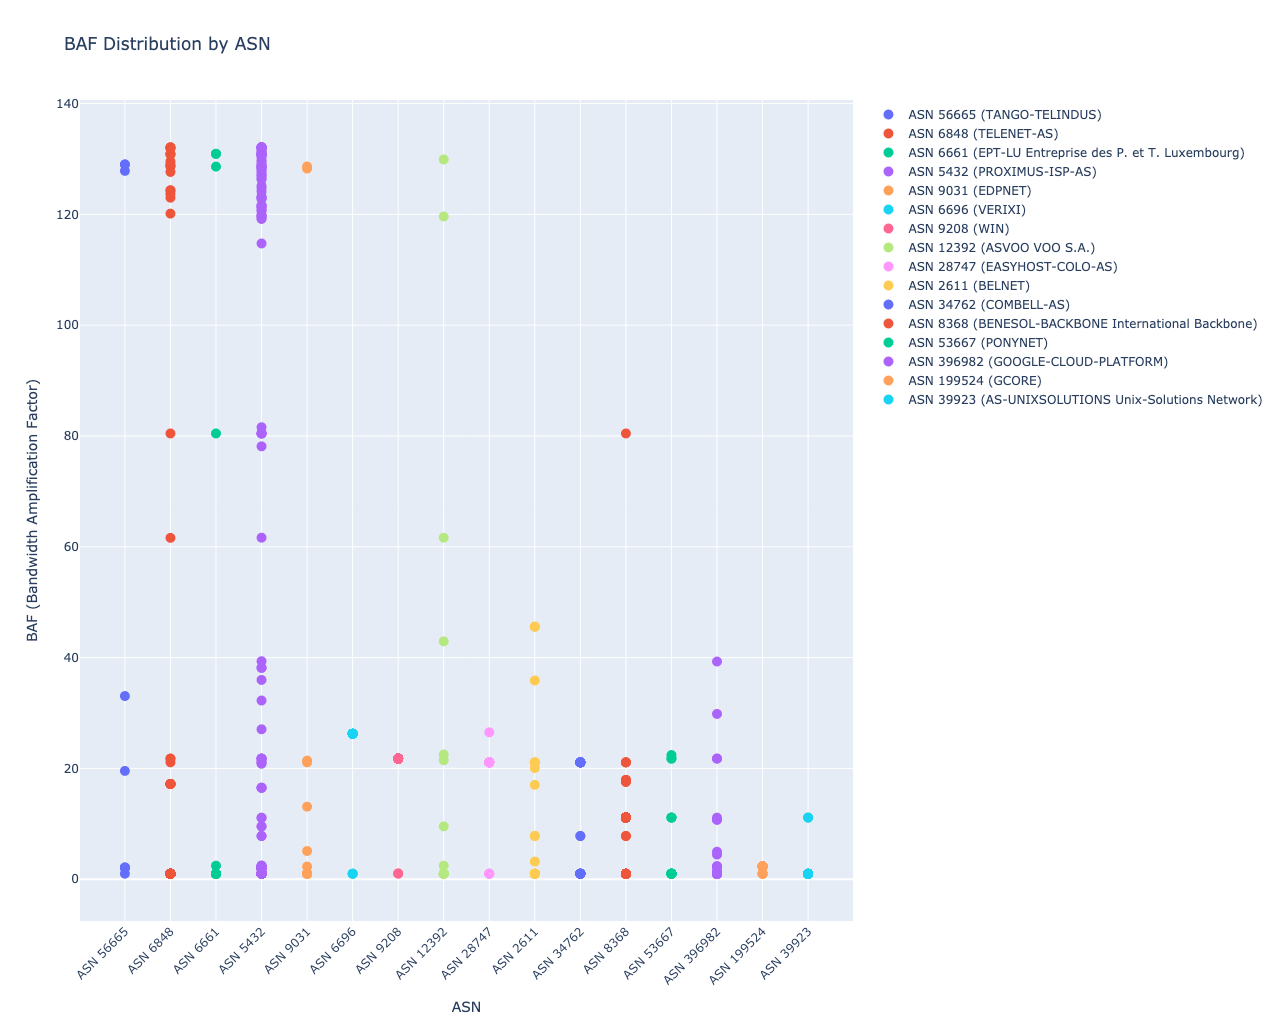 BAF Distribution by ASN
140
120
100
80
60
40
20
0
BAF (Bandwidth Amplification Factor)
ASN 56665
ASN 6848
ASN 6661
ASN 5432
ASN 9031
ASN 6696
ASN 9208
ASN 12392
ASN 28747
ASN 2611
ASN 34762
ASN 8368
ASN 53667
ASN 396982
ASN 199524
ASN 39923
ASN
ASN 56665 (TANGO-TELINDUS)
ASN 6848 (TELENET-AS)
ASN 6661 (EPT-LU Entreprise des P. et T. Luxembourg)
ASN 5432 (PROXIMUS-ISP-AS)
ASN 9031 (EDPNET)
ASN 6696 (VERIXI)
ASN 9208 (WIN)
ASN 12392 (ASVOO VOO S.A.)
ASN 28747 (EASYHOST-COLO-AS)
ASN 2611 (BELNET)
ASN 34762 (COMBELL-AS)
ASN 8368 (BENESOL-BACKBONE International Backbone)
ASN 53667 (PONYNET)
ASN 396982 (GOOGLE-CLOUD-PLATFORM)
ASN 199524 (GCORE)
ASN 39923 (AS-UNIXSOLUTIONS Unix-Solutions Network)